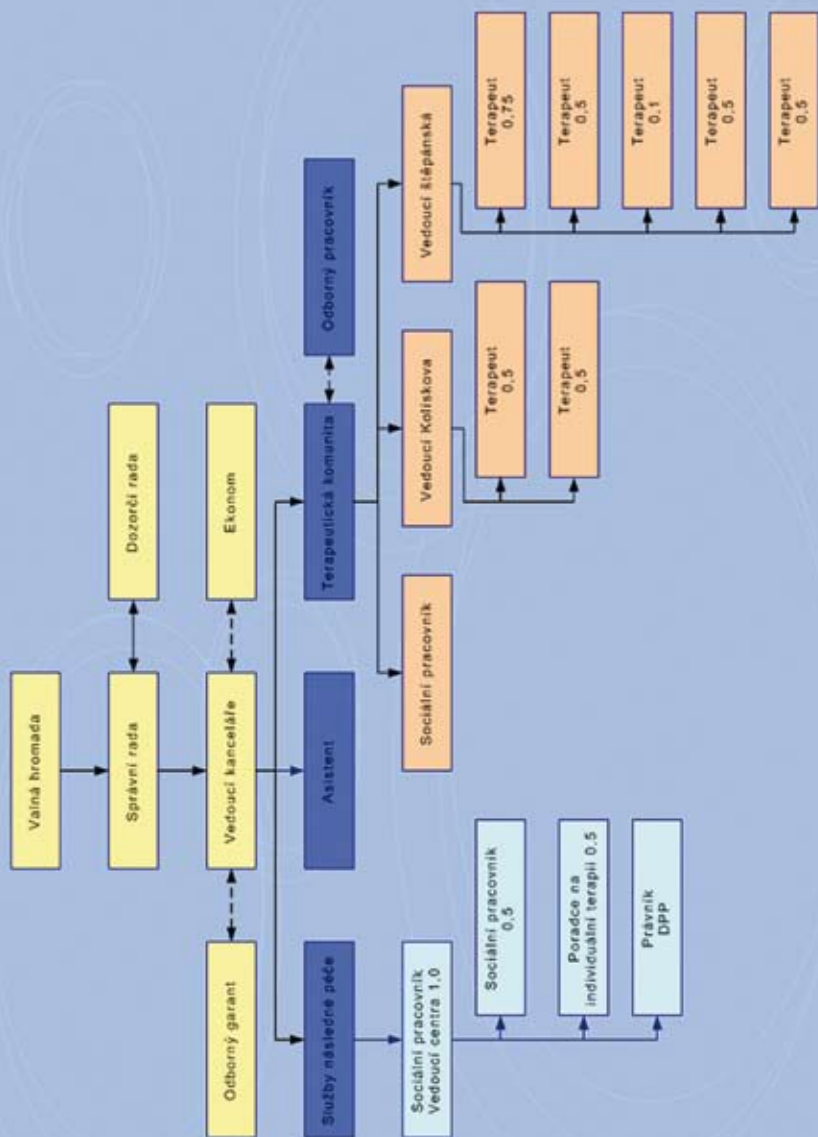 Valná hromada
Správní rada
Dozorčí rada
Odborný garant
Vedoucí kanceláře
Ekonom
Služby následné péče
Asistent
Terapeutická komunita
Odborný pracovník
Sociální pracovník
Vedoucí centra 1,0
Sociální pracovník
Vedoucí Kolískova
Vedoucí štěpánská
Sociální pracovník
0,5
Poradce na
individuální terapii 0,5
Právník
DPP
Terapeut
0,5
Terapeut
0,5
Terapeut
0,75
Terapeut
0,5
Terapeut
0,1
Terapeut
0,5
Terapeut
0,5